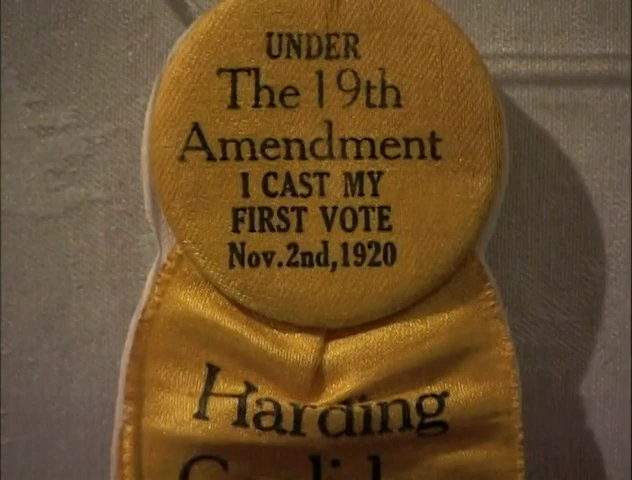 UNDER
The 19th
Amendment
I CAST MY
FIRST VOTE
Nov.2nd,1920
Harding